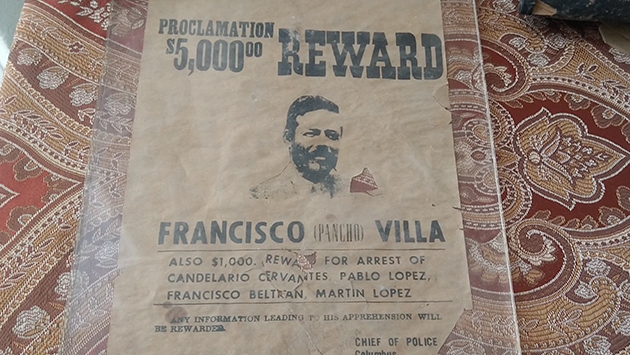 PROCLAMATION
$5,000.00 REWARD
FRANCISCO (PANCHO) VILLA
ALSO $1,000. REWARD FOR ARREST OF
CANDELARIO CERVANTES, PABLO LOPEZ,
FRANCISCO BELTRAN, MARTIN LOPEZ
ANY INFORMATION LEADING TO HIS APPREHENSION WILL
BE REWARDED.
CHIEF OF POLICE
Columbus